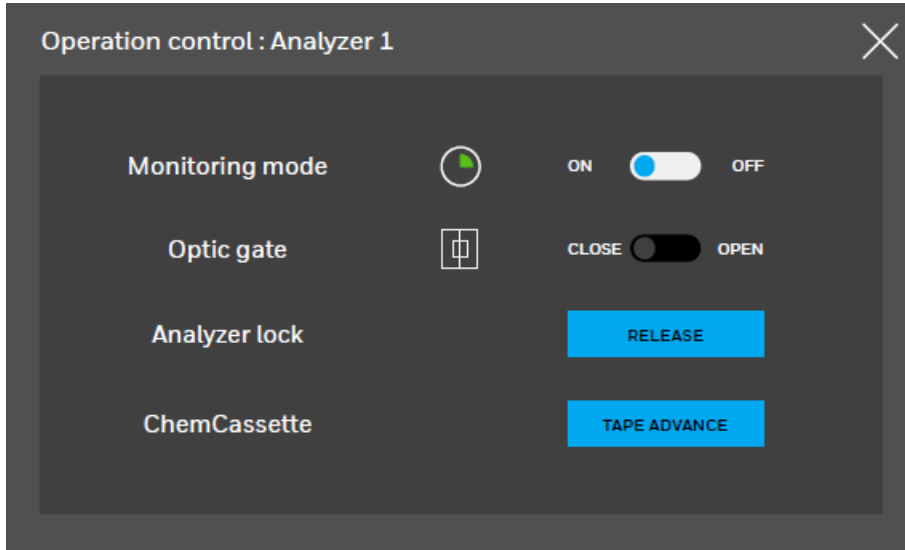 Operation control : Analyzer 1
Monitoring mode ON OFF
Optic gate CLOSE OPEN
Analyzer lock RELEASE
ChemCassette TAPE ADVANCE